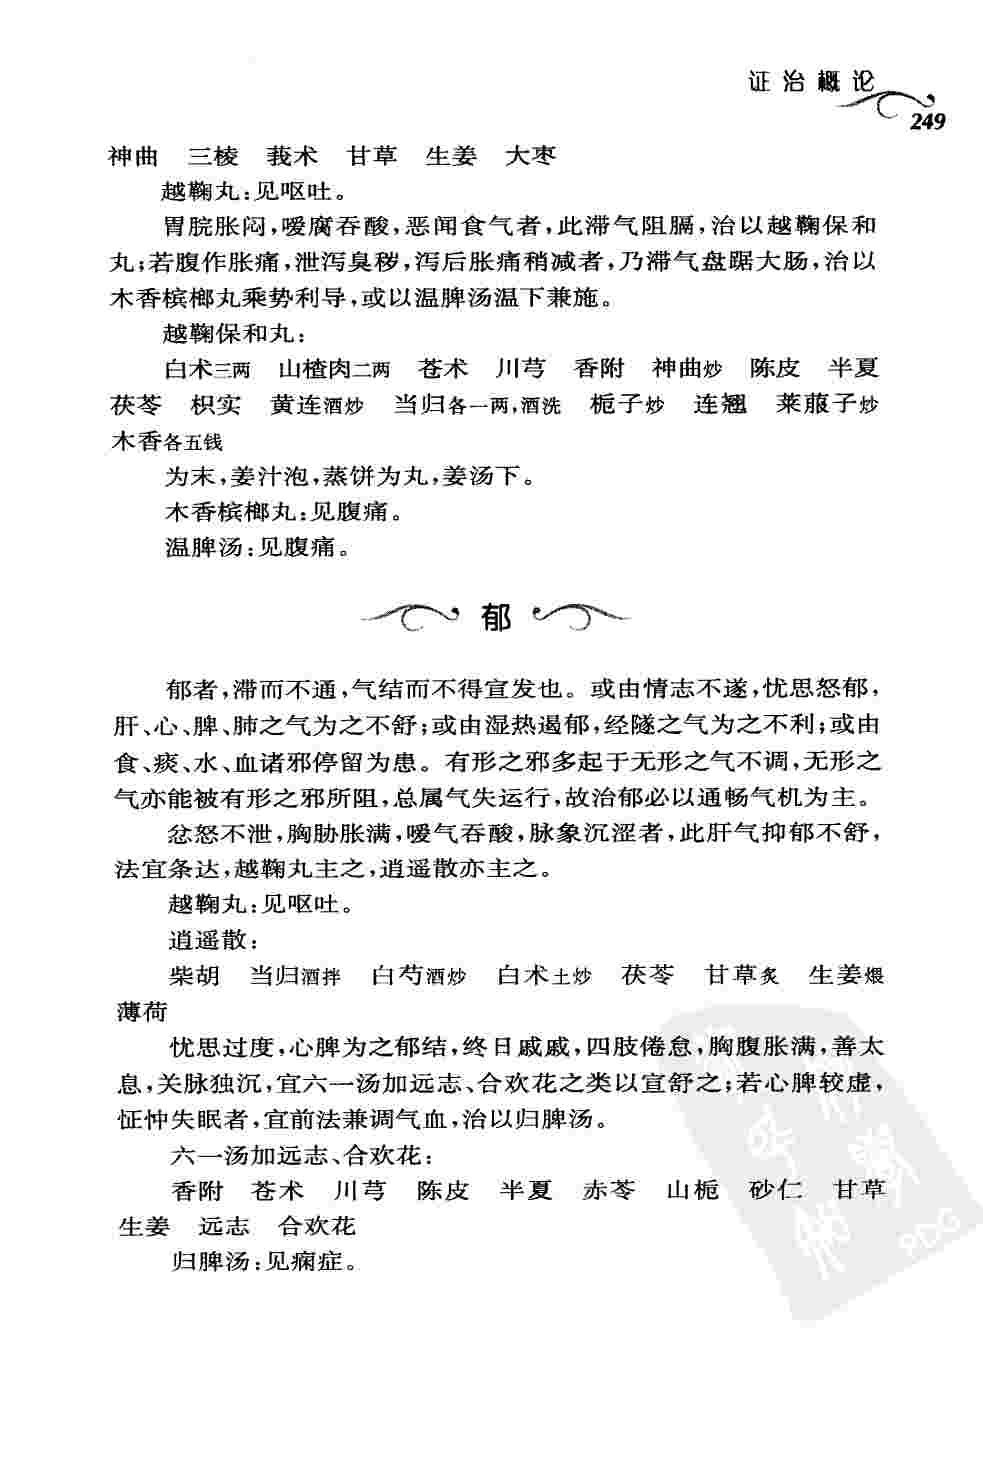 证治概论
249
神曲 三棱 莪术 甘草 生姜 大枣
越鞠丸:见呕吐。
胃脘胀闷,嗳腐吞酸,恶闻食气者,此滞气阻膈,治以越鞠保和
丸;若腹作胀痛,泄泻臭秽,泻后胀痛稍减者,乃滞气盘踞大肠,治以
木香槟榔丸乘势利导,或以温脾汤温下兼施。
越鞠保和丸:
白术三两 山楂肉二两 苍术 川芎 香附 神曲炒 陈皮 半夏
茯苓 枳实 黄连酒炒 当归各一两,酒洗 栀子炒 连翘 莱菔子炒
木香各五钱
为末,姜汁泡,蒸饼为丸,姜汤下。
木香槟榔丸:见腹痛。
温脾汤:见腹痛。
郁
郁者,滞而不通,气结而不得宣发也。或由情志不遂,忧思怒郁,
肝、心、脾、肺之气为之不舒;或由湿热遏郁,经隧之气为之不利;或由
食、痰、水、血诸邪停留为患。有形之邪多起于无形之气不调,无形之
气亦能被有形之邪所阻,总属气失运行,故治郁必以通畅气机为主。
忿怒不泄,胸胁胀满,嗳气吞酸,脉象沉涩者,此肝气抑郁不舒,
法宜条达,越鞠丸主之,逍遥散亦主之。
越鞠丸:见呕吐。
逍遥散:
柴胡 当归酒拌 白芍酒炒 白术土炒 茯苓 甘草炙 生姜煨
薄荷
忧思过度,心脾为之郁结,终日戚戚,四肢倦怠,胸腹胀满,善太
息,关脉独沉,宜六一汤加远志、合欢花之类以宣舒之;若心脾较虚,
怔忡失眠者,宜前法兼调气血,治以归脾汤。
六一汤加远志、合欢花:
香附 苍术 川芎 陈皮 半夏 赤苓 山栀 砂仁 甘草
生姜 远志 合欢花
归脾汤:见痫症。
PDG